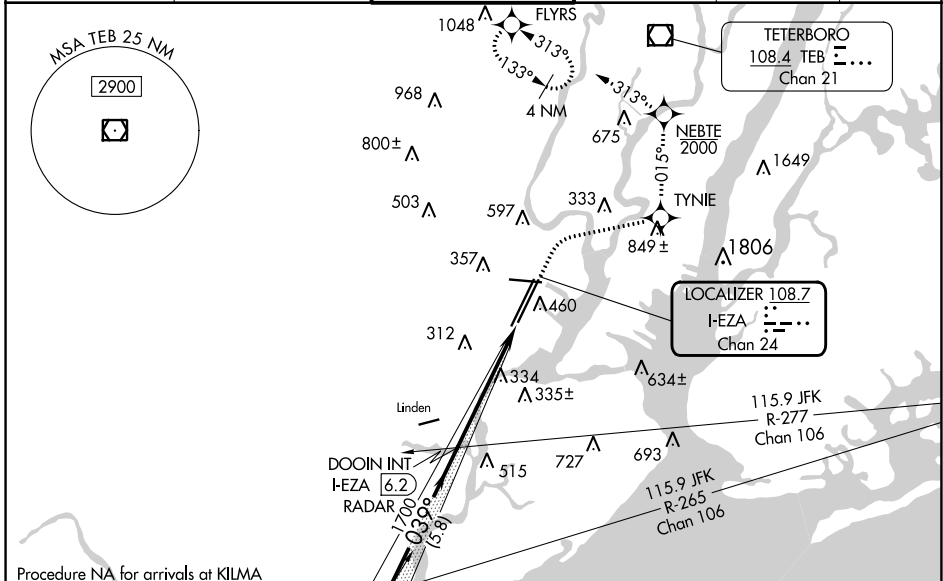 MSA TEB 25 NM
2900
1048
FLYRS
313°
133°
4 NM
313°
TETERBORO
108.4 TEB
Chan 21
968
675
NEBTE
2000
800±
015°
1649
503
597
333
TYNIE
849±
1806
357
LOCALIZER 108.7
I-EZA
Chan 24
460
312
334
335±
634±
Linden
115.9 JFK
R-277
Chan 106
DOOIN INT
I-EZA 6.2
RADAR
515
727
693
1700
039°
(5.8)
115.9 JFK
R-265
Chan 106
Procedure NA for arrivals at KILMA